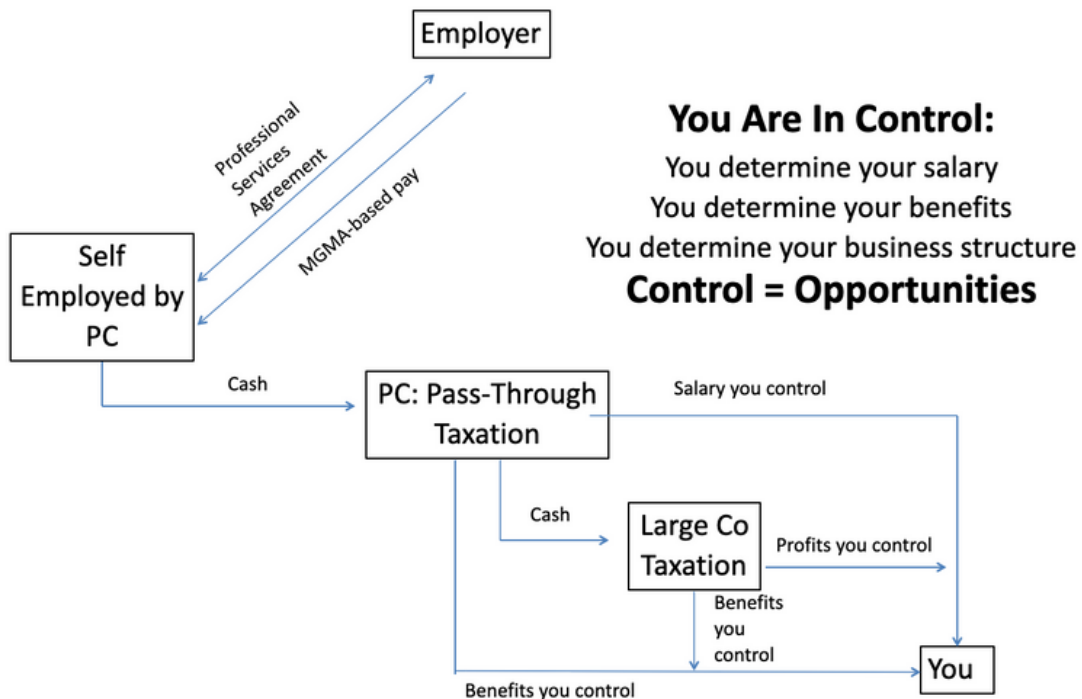 Employer
You Are In Control:
You determine your salary
You determine your benefits
You determine your business structure
Control = Opportunities
Professional
Services
Agreement
MGMA-based pay
Self
Employed by
PC
Cash
PC: Pass-Through
Taxation
Salary you control
Cash
Large Co
Taxation
Profits you control
Benefits
you
control
You
Benefits you control